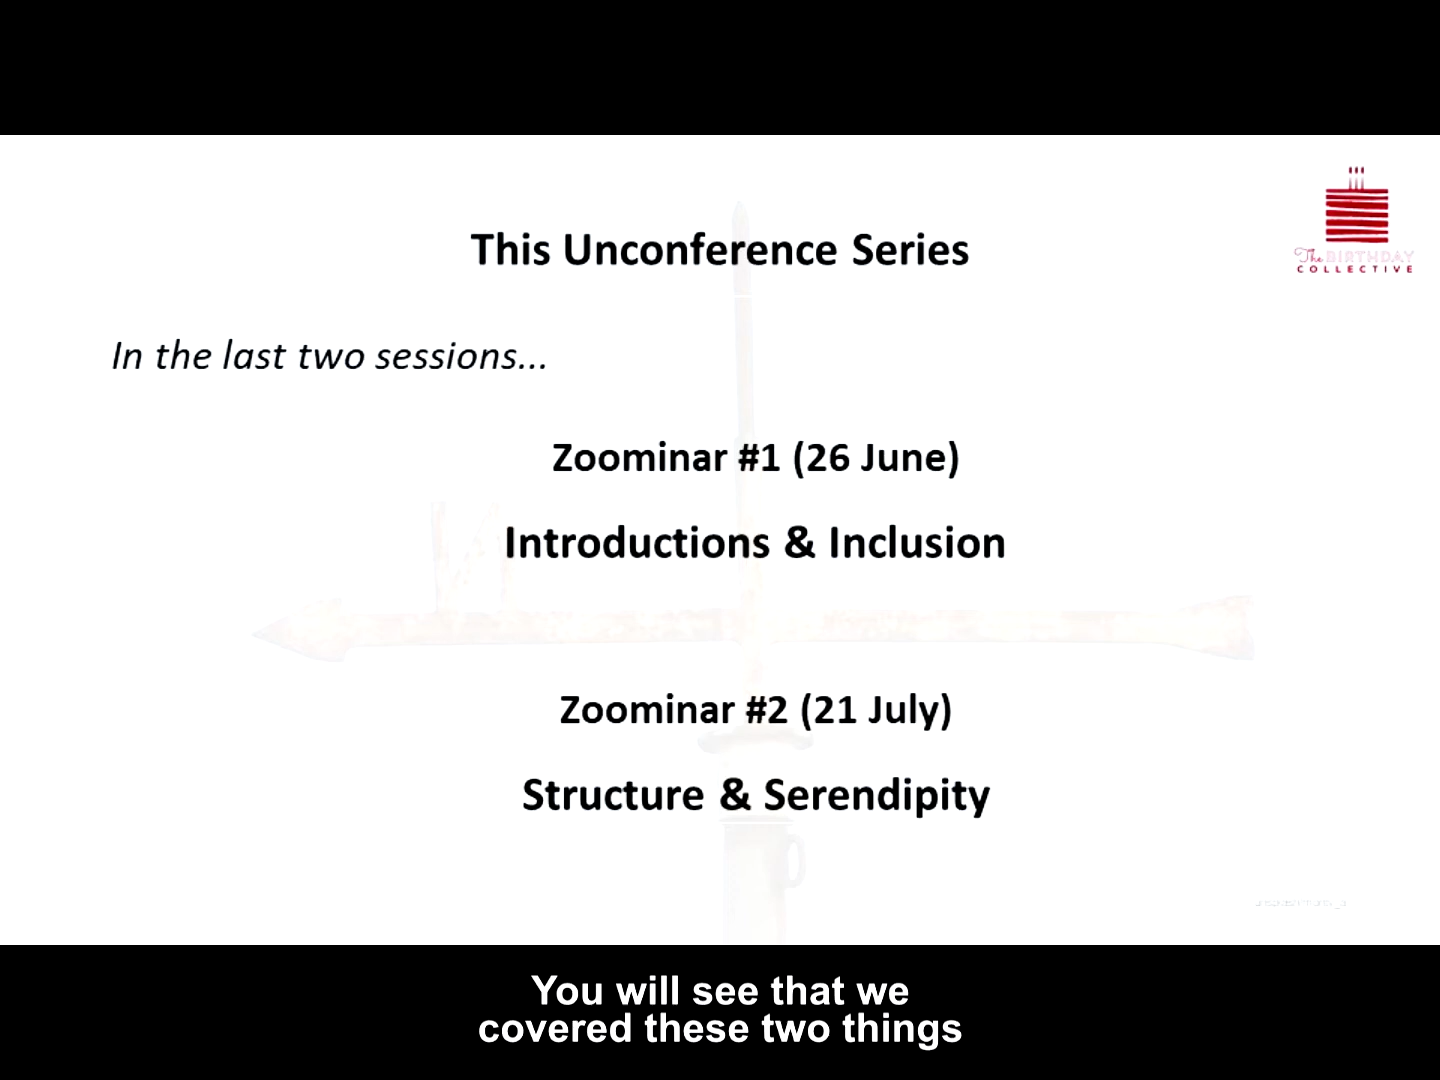 This Unconference Series
The BIRTHDAY
COLLECTIVE
In the last two sessions...
Zoominar #1 (26 June)
Introductions & Inclusion
Zoominar #2 (21 July)
Structure & Serendipity
You will see that we
covered these two things